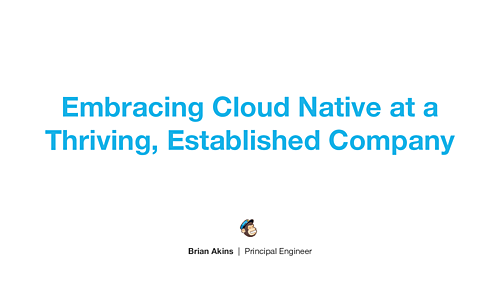 Embracing Cloud Native at a
Thriving, Established Company
Brian Akins | Principal Engineer